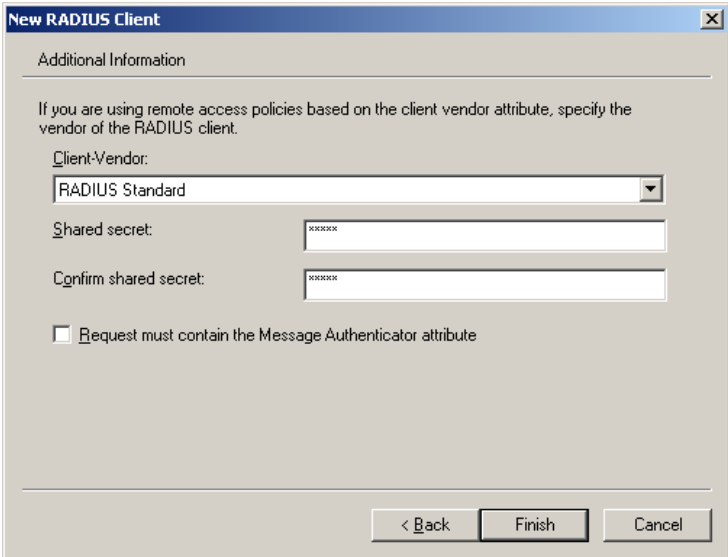 New RADIUS Client
Additional Information
If you are using remote access policies based on the client vendor attribute, specify the
vendor of the RADIUS client.
Client-Vendor:
RADIUS Standard
Shared secret: xxxxx
Confirm shared secret: xxxxx
Request must contain the Message Authenticator attribute
< Back Finish Cancel